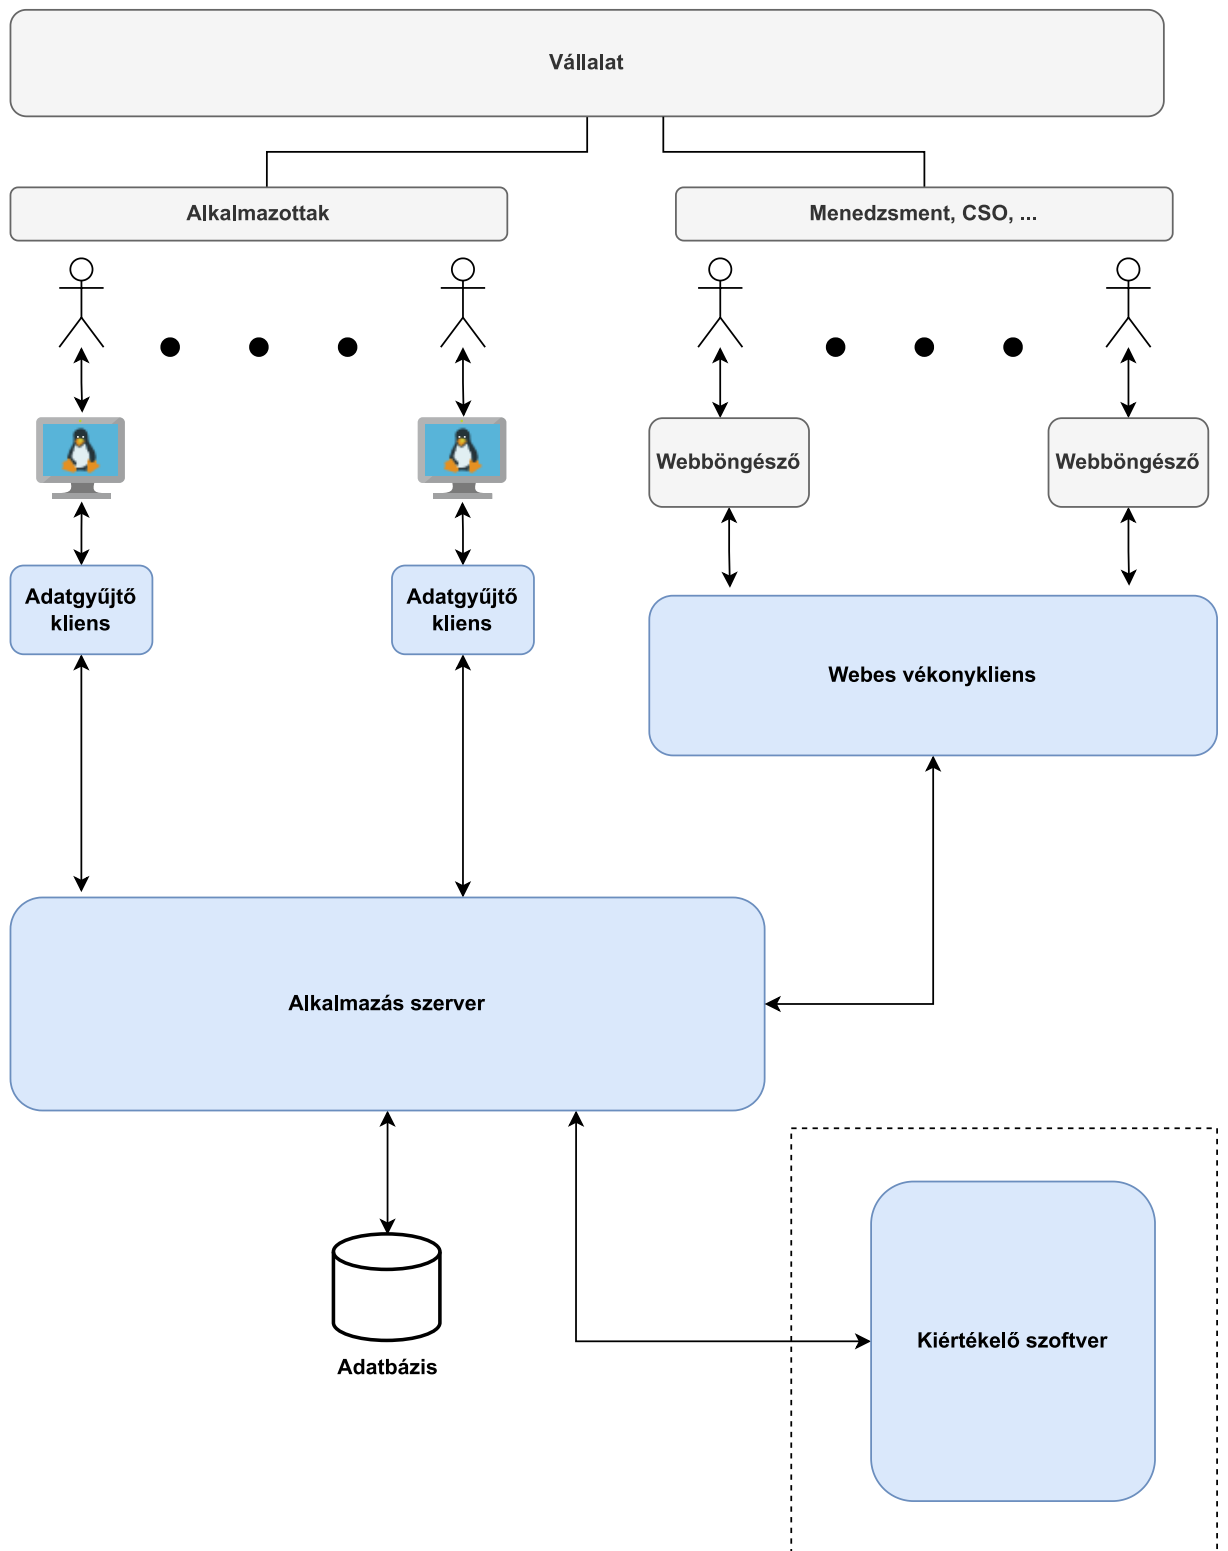 Vállalat
Alkalmazottak
Menedzsment, CSO, ...
Webböngésző
Webböngésző
Adatgyűjtő
kliens
Adatgyűjtő
kliens
Webes vékonykliens
Alkalmazás szerver
Kiértékelő szoftver
Adatbázis